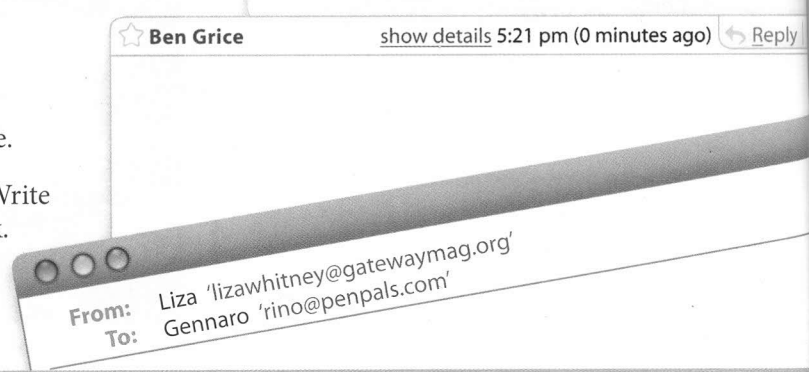 Ben Grice show details 5:21 pm (0 minutes ago) Reply
e.
Write
k.
From: Liza 'lizawhitney@gatewaymag.org'
To: Gennaro 'rino@penpals.com'